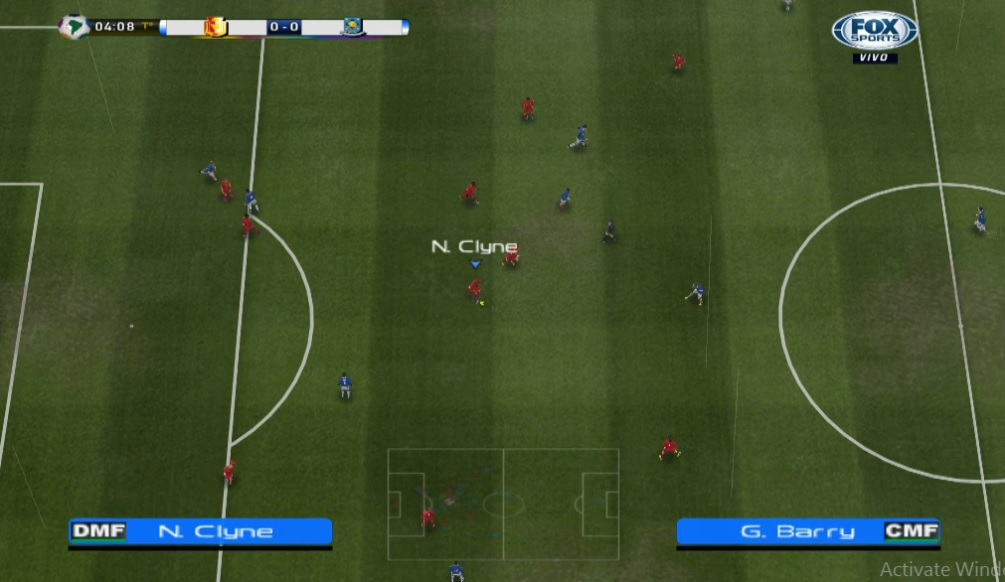 04:08 T°
0 - 0
FOX
SPORTS
VIVO
N. Clyne
DMF N. Clyne
G. Barry CMF
Activate Wind